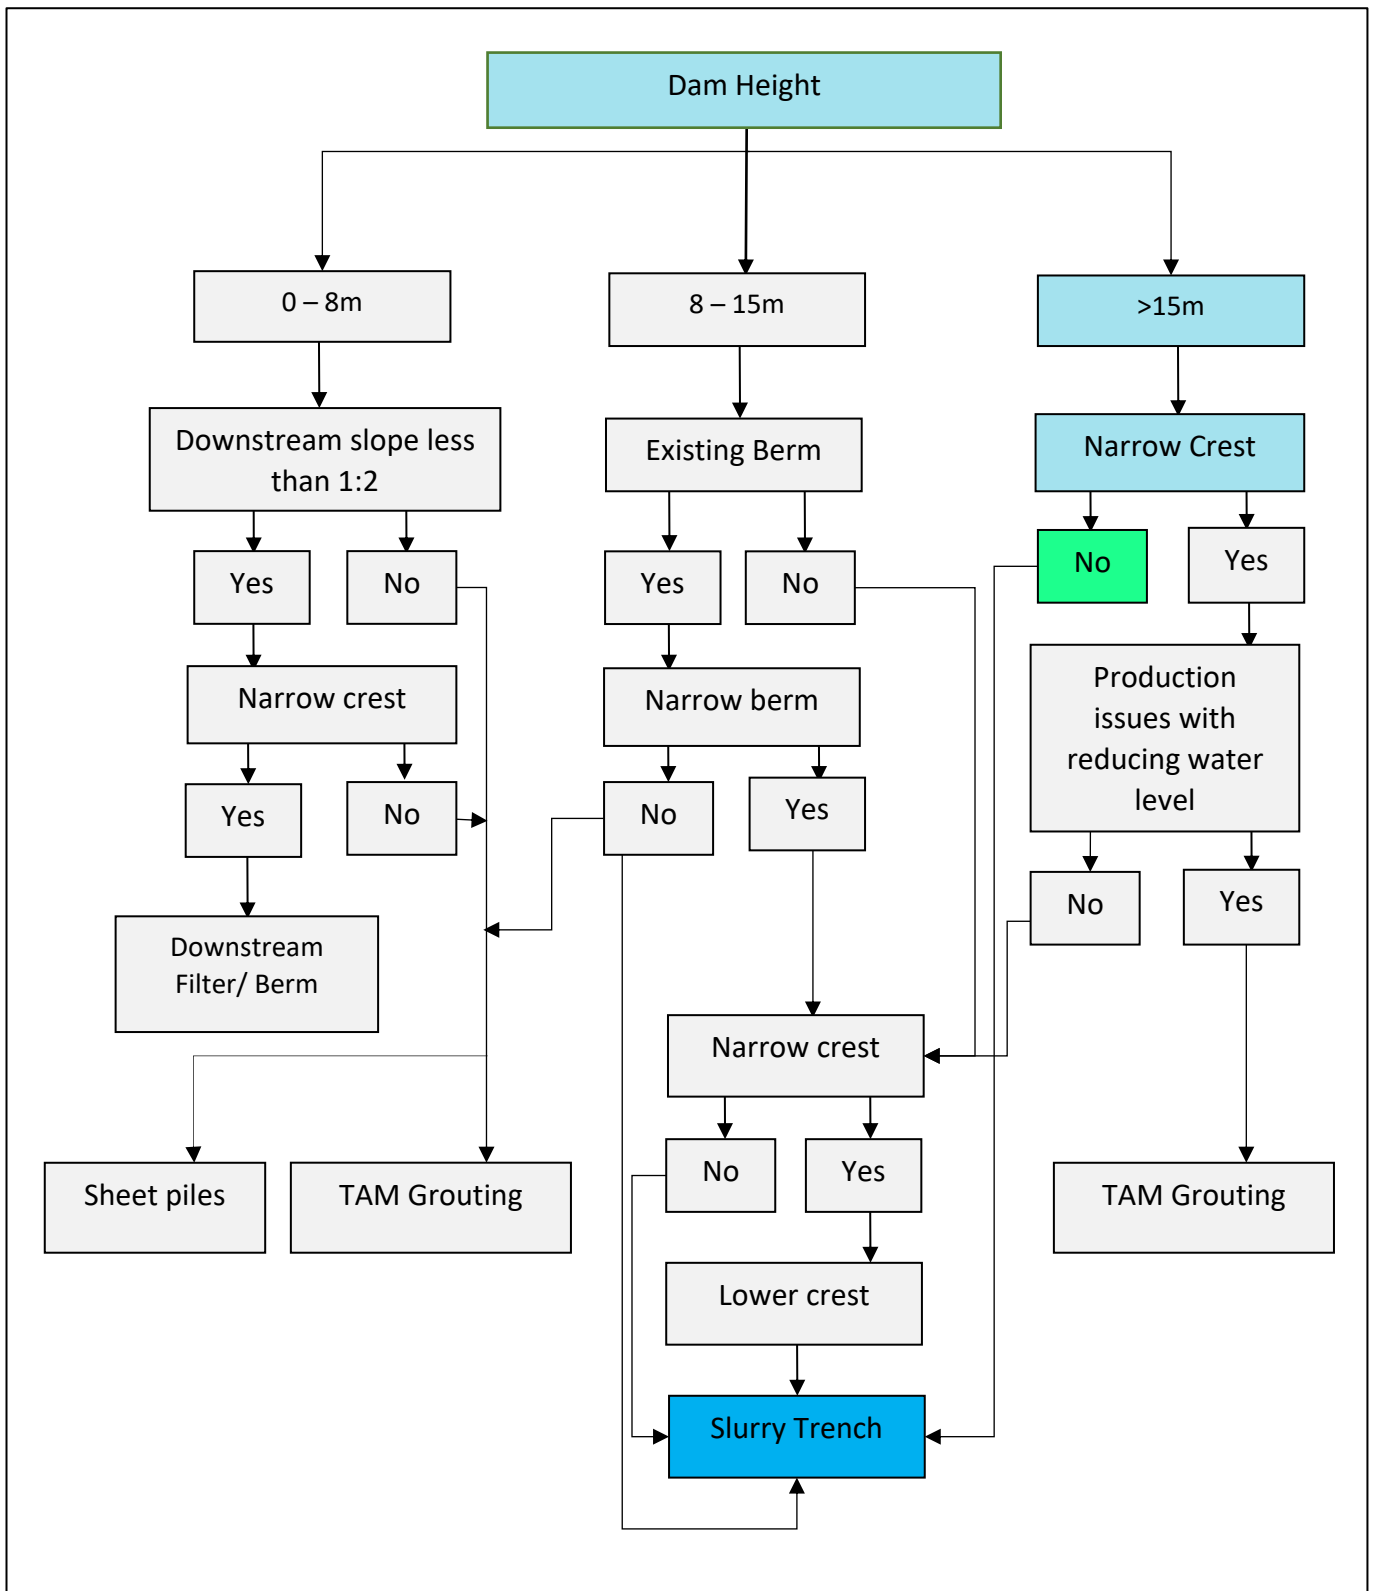 Dam Height
0 – 8m
8 – 15m
>15m
Downstream slope less
than 1:2
Existing Berm
Narrow Crest
Yes
No
Yes
No
No
Yes
Narrow crest
Narrow berm
Production
issues with
reducing water
level
Yes
No
No
Yes
No
Yes
Downstream
Filter/ Berm
Narrow crest
No
Yes
Sheet piles
TAM Grouting
TAM Grouting
Lower crest
Slurry Trench